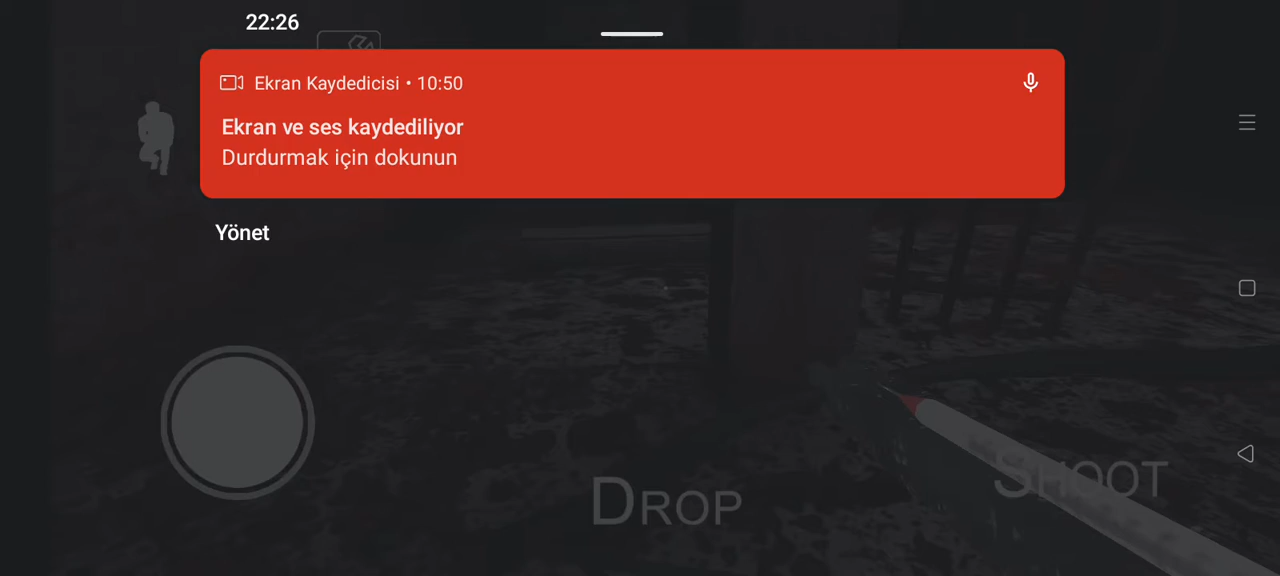 22:26
Ekran Kaydedicisi • 10:50
Ekran ve ses kaydediliyor
Durdurmak için dokunun
Yönet
DROP
SHOOT